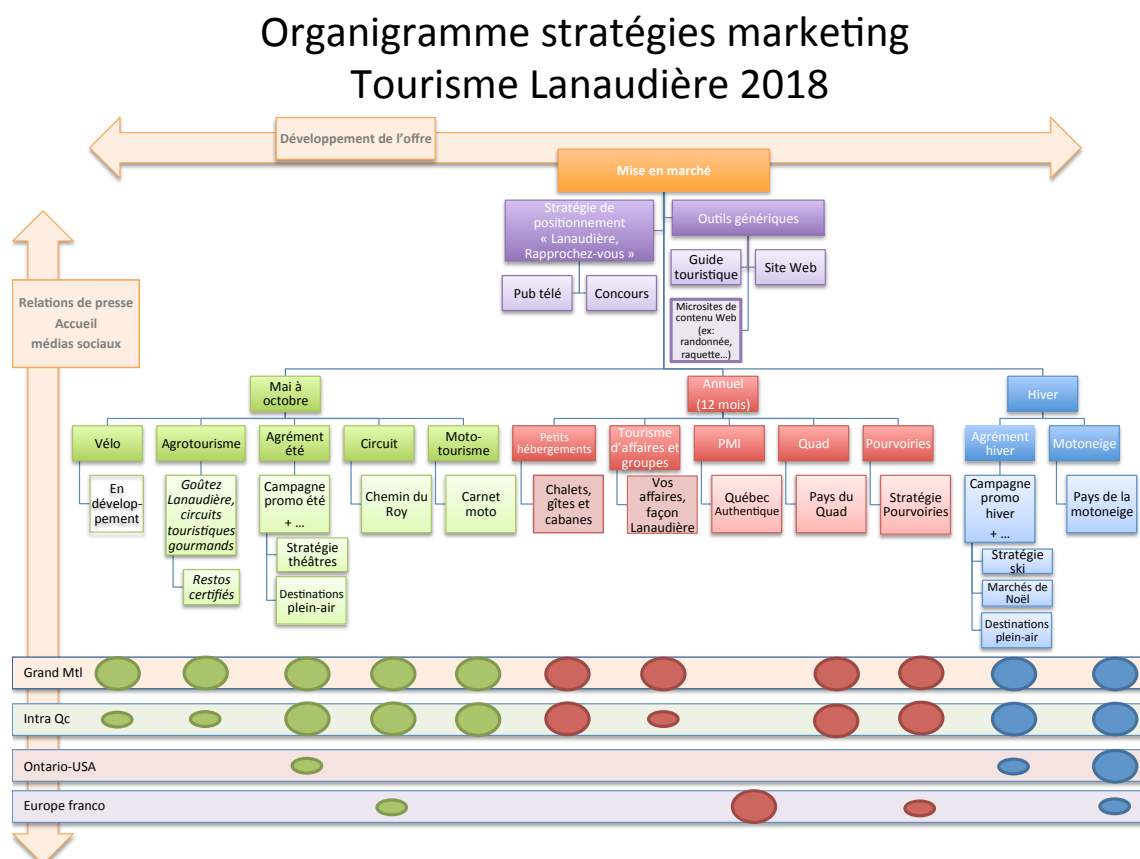 Organigramme stratégies marketing
Tourisme Lanaudière 2018
Développement de l’offre
Mise en marché
Stratégie de
positionnement
« Lanaudière,
Rapprochez-vous »
Outils génériques
Pub télé
Concours
Guide
touristique
Site Web
Microsites de
contenu Web
(ex:
randonnée,
raquette...)
Relations de presse
Accueil
médias sociaux
Mai à
octobre
Annuel
(12 mois)
Hiver
Vélo
Agrotourisme
Agrément
été
Circuit
Moto-
tourisme
Petits
hébergements
Tourisme
d’affaires et
groupes
PMI
Quad
Pourvoiries
Agrément
hiver
Motoneige
En
dévelop-
pement
Goûtez
Lanaudière,
circuits
touristiques
gourmands
Restos
certifiés
Campagne
promo été
+ ...
Stratégie
théâtres
Destinations
plein-air
Chemin du
Roy
Carnet
moto
Chalets,
gîtes et
cabanes
Vos
affaires,
façon
Lanaudière
Québec
Authentique
Pays du
Quad
Stratégie
Pourvoiries
Campagne
promo
hiver
+ ...
Stratégie
ski
Marchés de
Noël
Destinations
plein-air
Pays de la
motoneige
Grand Mtl
Intra Qc
Ontario-USA
Europe franco